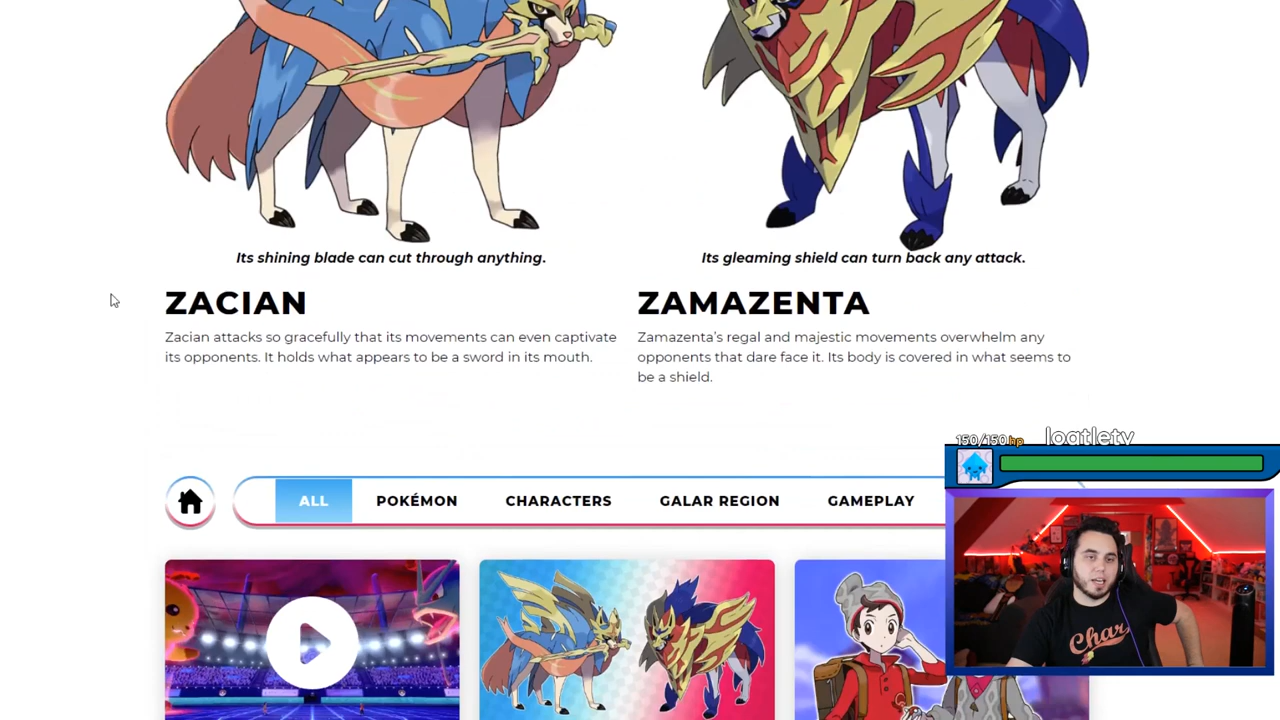 Its shining blade can cut through anything.
Its gleaming shield can turn back any attack.
ZACIAN
Zacian attacks so gracefully that its movements can even captivate
its opponents. It holds what appears to be a sword in its mouth.
ZAMAZENTA
Zamazenta's regal and majestic movements overwhelm any
opponents that dare face it. Its body is covered in what seems to
be a shield.
150/150hp
loatletv
ALL
POKÉMON
CHARACTERS
GALAR REGION
GAMEPLAY
Char